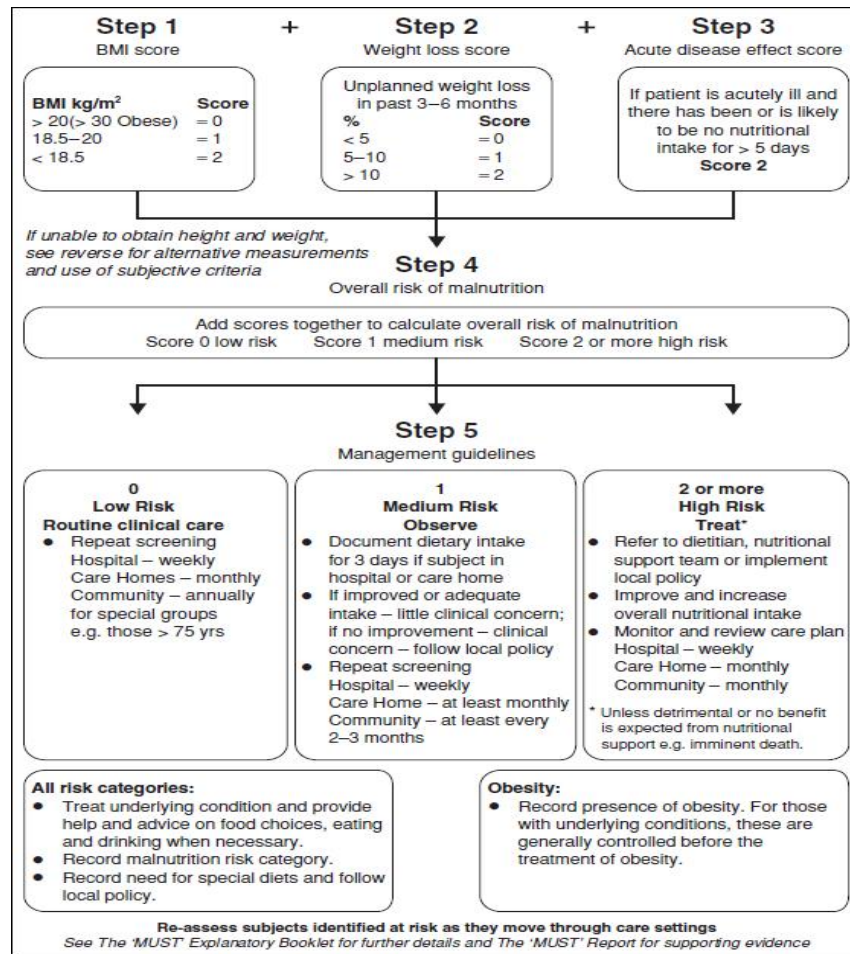 Step 1 + Step 2 + Step 3
BMI score Weight loss score Acute disease effect score
BMI kg/m² Score
> 20(> 30 Obese) = 0
18.5–20 = 1
< 18.5 = 2
Unplanned weight loss
in past 3–6 months
% Score
< 5 = 0
5–10 = 1
> 10 = 2
If patient is acutely ill and
there has been or is likely
to be no nutritional
intake for > 5 days
Score 2
If unable to obtain height and weight,
see reverse for alternative measurements
and use of subjective criteria
Step 4
Overall risk of malnutrition
Add scores together to calculate overall risk of malnutrition
Score 0 low risk Score 1 medium risk Score 2 or more high risk
Step 5
Management guidelines
0
Low Risk
Routine clinical care
● Repeat screening
Hospital – weekly
Care Homes – monthly
Community – annually
for special groups
e.g. those > 75 yrs
1
Medium Risk
Observe
● Document dietary intake
for 3 days if subject in
hospital or care home
● If improved or adequate
intake – little clinical concern;
if no improvement – clinical
concern – follow local policy
● Repeat screening
Hospital – weekly
Care Home – at least monthly
Community – at least every
2–3 months
2 or more
High Risk
Treat*
● Refer to dietitian, nutritional
support team or implement
local policy
● Improve and increase
overall nutritional intake
● Monitor and review care plan
Hospital – weekly
Care Home – monthly
Community – monthly
* Unless detrimental or no benefit
is expected from nutritional
support e.g. imminent death.
All risk categories:
● Treat underlying condition and provide
help and advice on food choices, eating
and drinking when necessary.
● Record malnutrition risk category.
● Record need for special diets and follow
local policy.
Obesity:
● Record presence of obesity. For those
with underlying conditions, these are
generally controlled before the
treatment of obesity.
Re-assess subjects identified at risk as they move through care settings
See The ‘MUST’ Explanatory Booklet for further details and The ‘MUST’ Report for supporting evidence